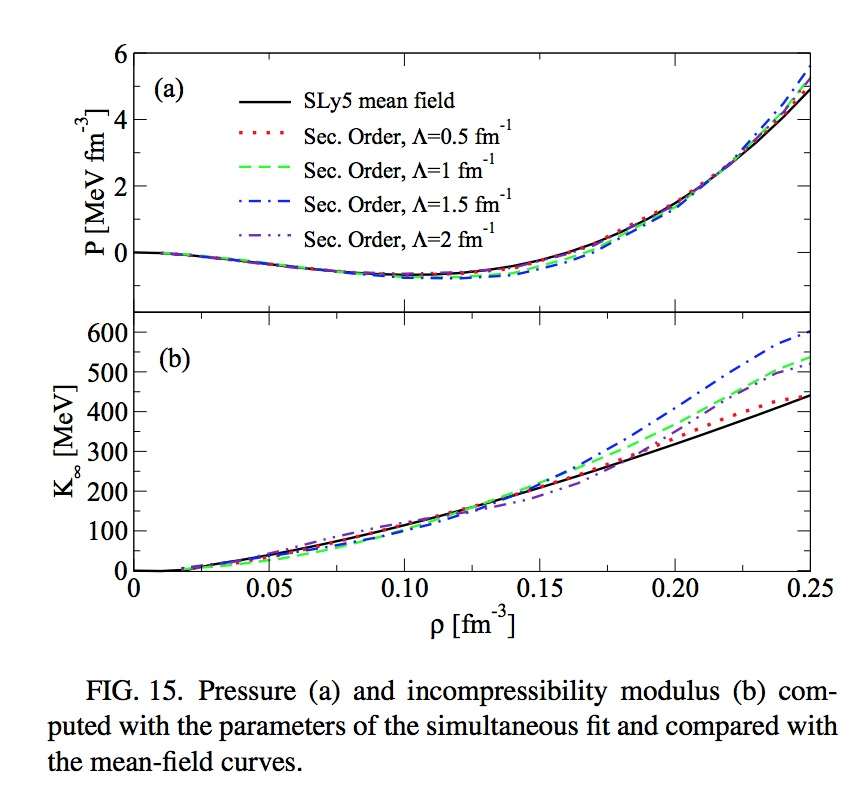 6
(a)
SLy5 mean field
4
Sec. Order, Λ=0.5 fm⁻¹
Sec. Order, Λ=1 fm⁻¹
2
Sec. Order, Λ=1.5 fm⁻¹
Sec. Order, Λ=2 fm⁻¹
0
P [MeV fm⁻³]
600
(b)
500
400
300
200
100
0
K∞ [MeV]
0 0.05 0.10 0.15 0.20 0.25
ρ [fm⁻³]
FIG. 15. Pressure (a) and incompressibility modulus (b) com-
puted with the parameters of the simultaneous fit and compared with
the mean-field curves.